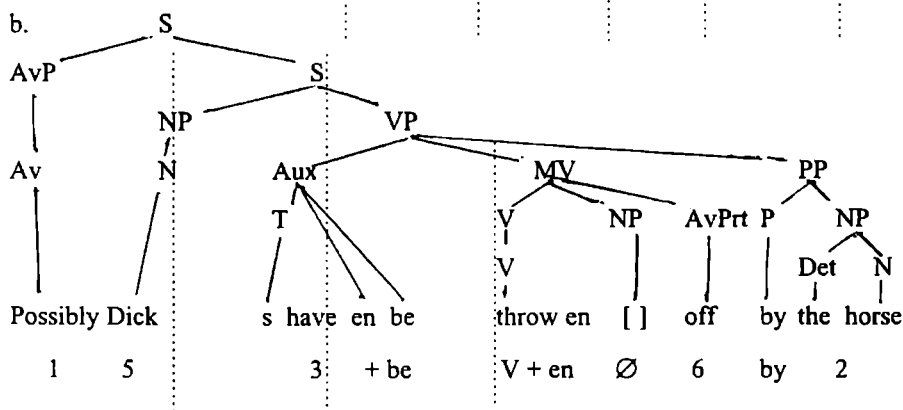 b. S
AvP S
NP VP
Av N Aux MV PP
T V NP AvPrt P NP
V Det N
Possibly Dick s have en be throw en [ ] off by the horse
1 5 3 + be V + en Ø 6 by 2